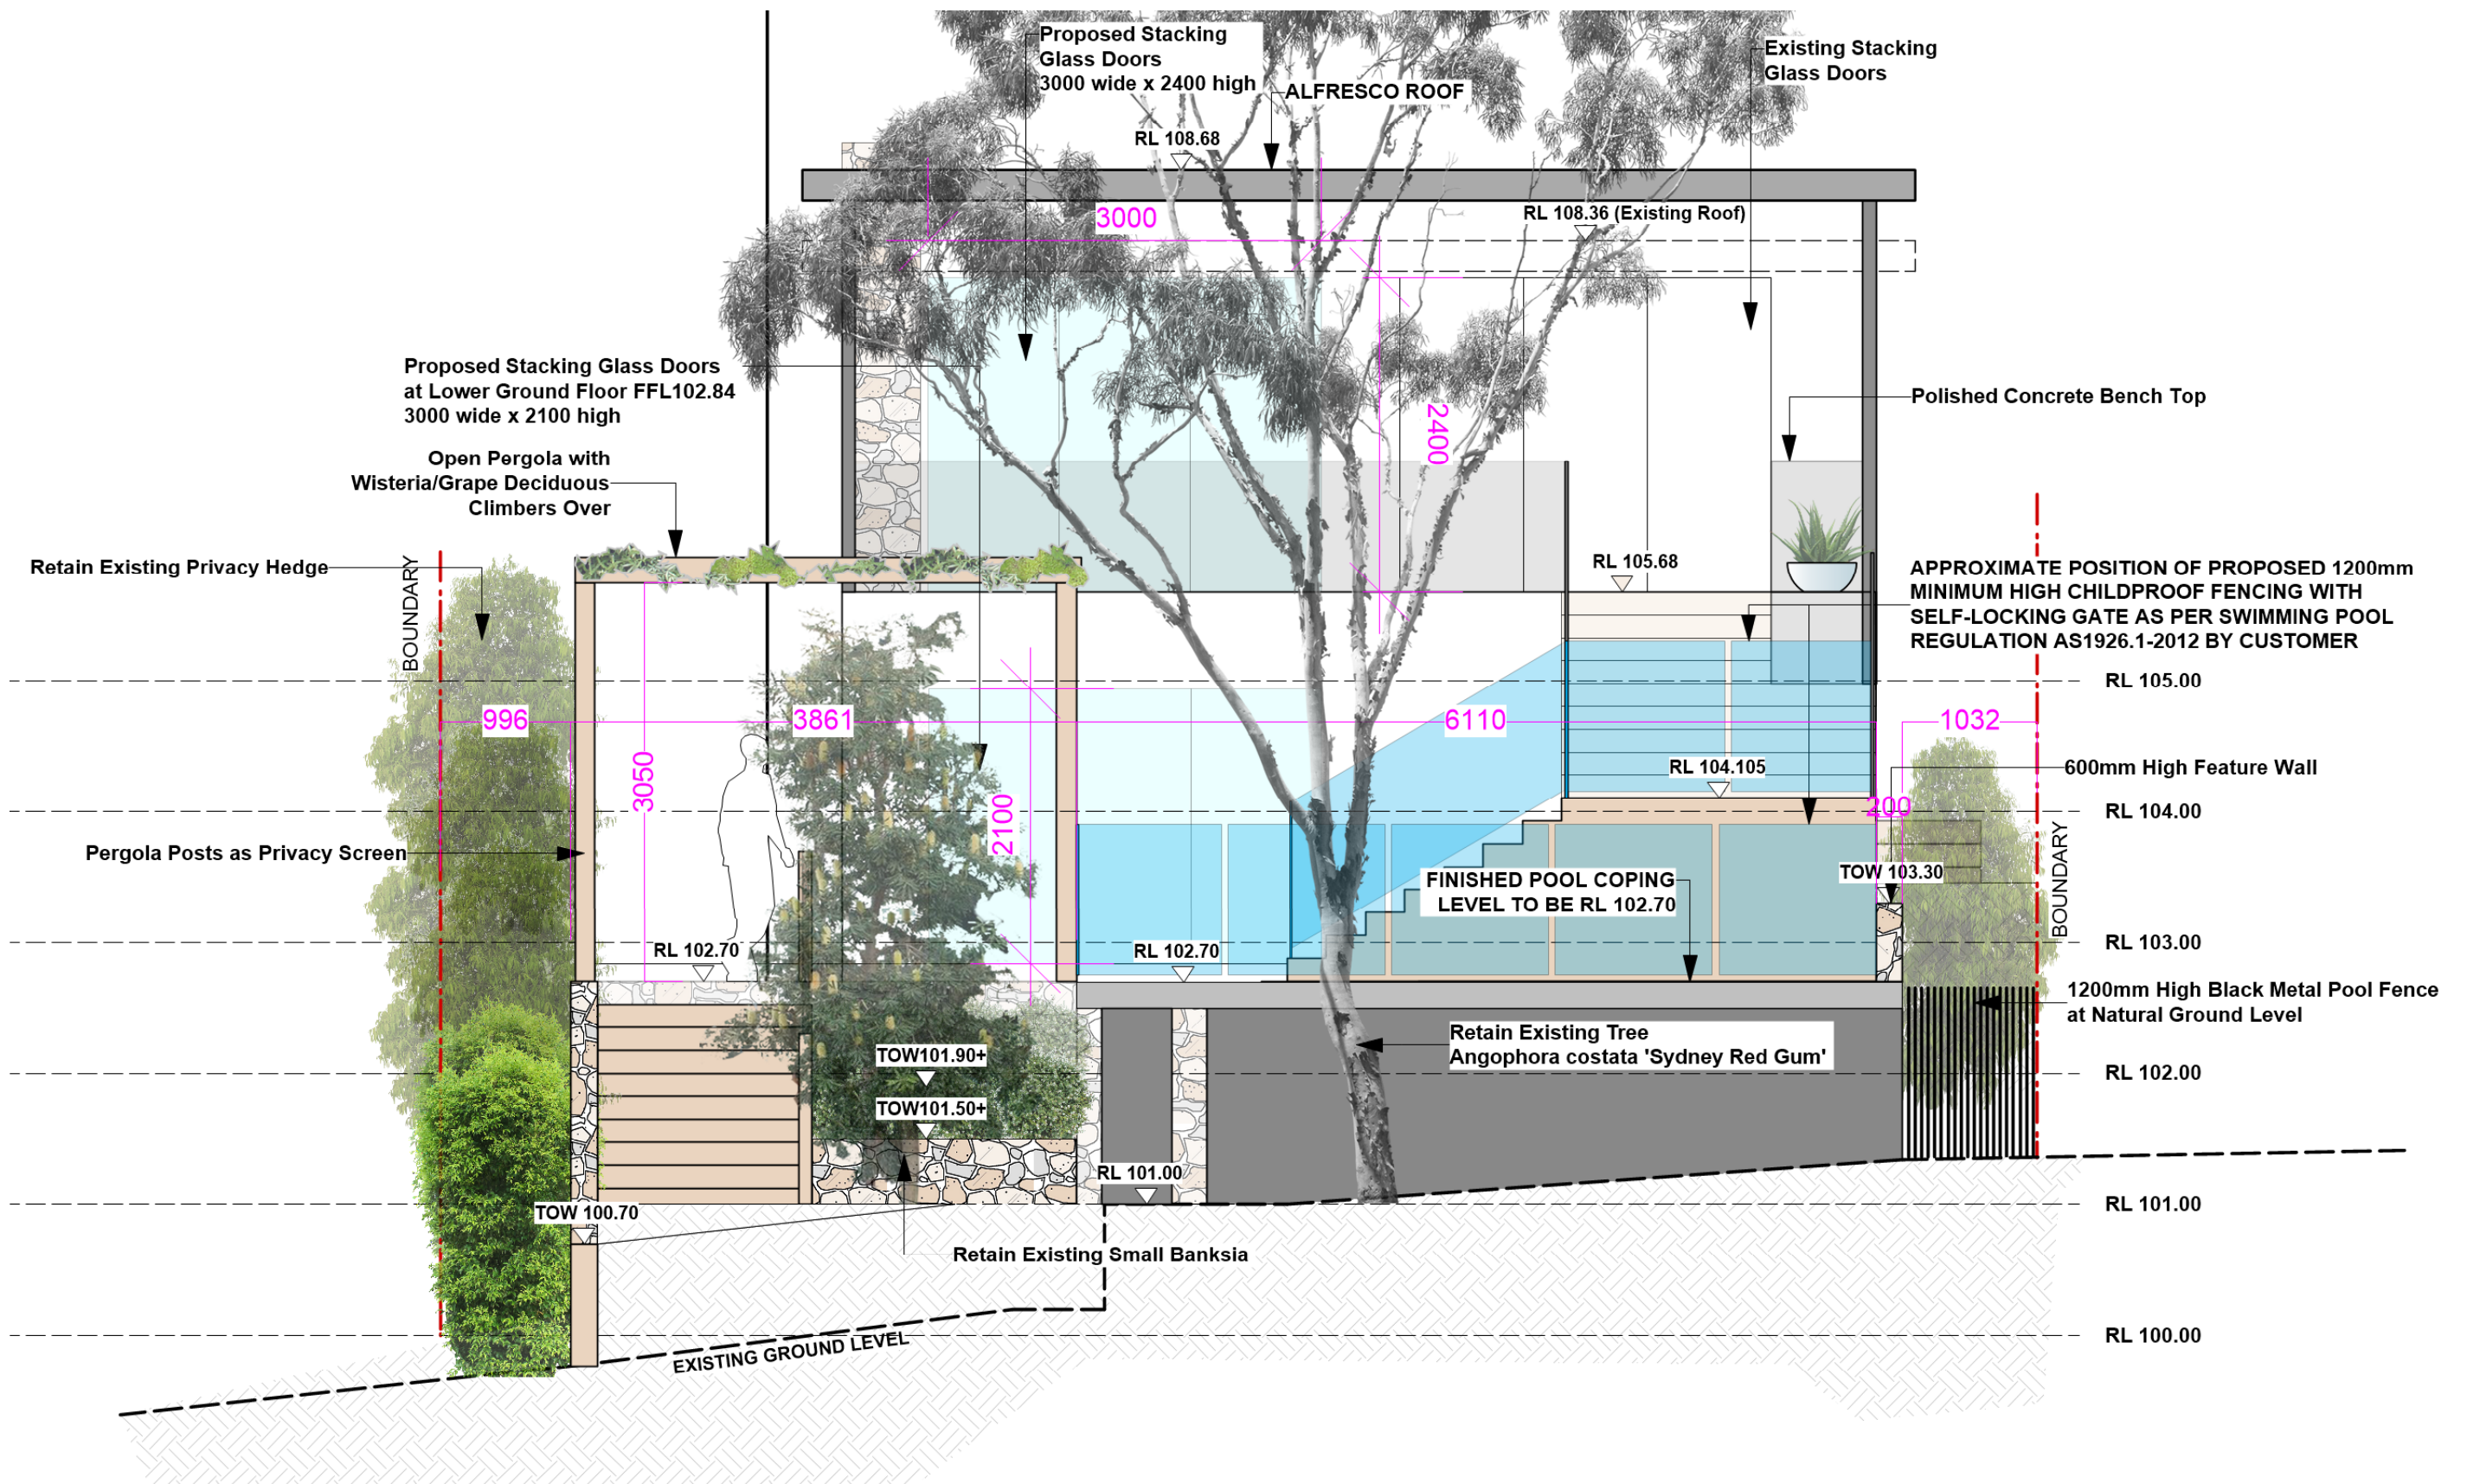 Proposed Stacking
Glass Doors
3000 wide x 2400 high
ALFRESCO ROOF
Existing Stacking
Glass Doors
RL 108.68
3000
RL 108.36 (Existing Roof)
Proposed Stacking Glass Doors
at Lower Ground Floor FFL102.84
3000 wide x 2100 high
2400
Polished Concrete Bench Top
Open Pergola with
Wisteria/Grape Deciduous
Climbers Over
Retain Existing Privacy Hedge
BOUNDARY
RL 105.68
APPROXIMATE POSITION OF PROPOSED 1200mm
MINIMUM HIGH CHILDPROOF FENCING WITH
SELF-LOCKING GATE AS PER SWIMMING POOL
REGULATION AS1926.1-2012 BY CUSTOMER
RL 105.00
996
3861
6110
1032
3050
2100
RL 104.105
600mm High Feature Wall
200
RL 104.00
Pergola Posts as Privacy Screen
TOW 103.30
BOUNDARY
FINISHED POOL COPING
LEVEL TO BE RL 102.70
RL 102.70
RL 102.70
RL 103.00
1200mm High Black Metal Pool Fence
at Natural Ground Level
Retain Existing Tree
Angophora costata 'Sydney Red Gum'
TOW101.90+
RL 102.00
TOW101.50+
RL 101.00
TOW 100.70
RL 101.00
Retain Existing Small Banksia
EXISTING GROUND LEVEL
RL 100.00